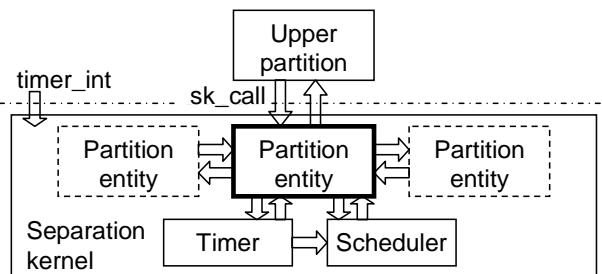 Upper
partition
timer_int
sk_call
Partition
entity
Partition
entity
Partition
entity
Separation
kernel
Timer
Scheduler